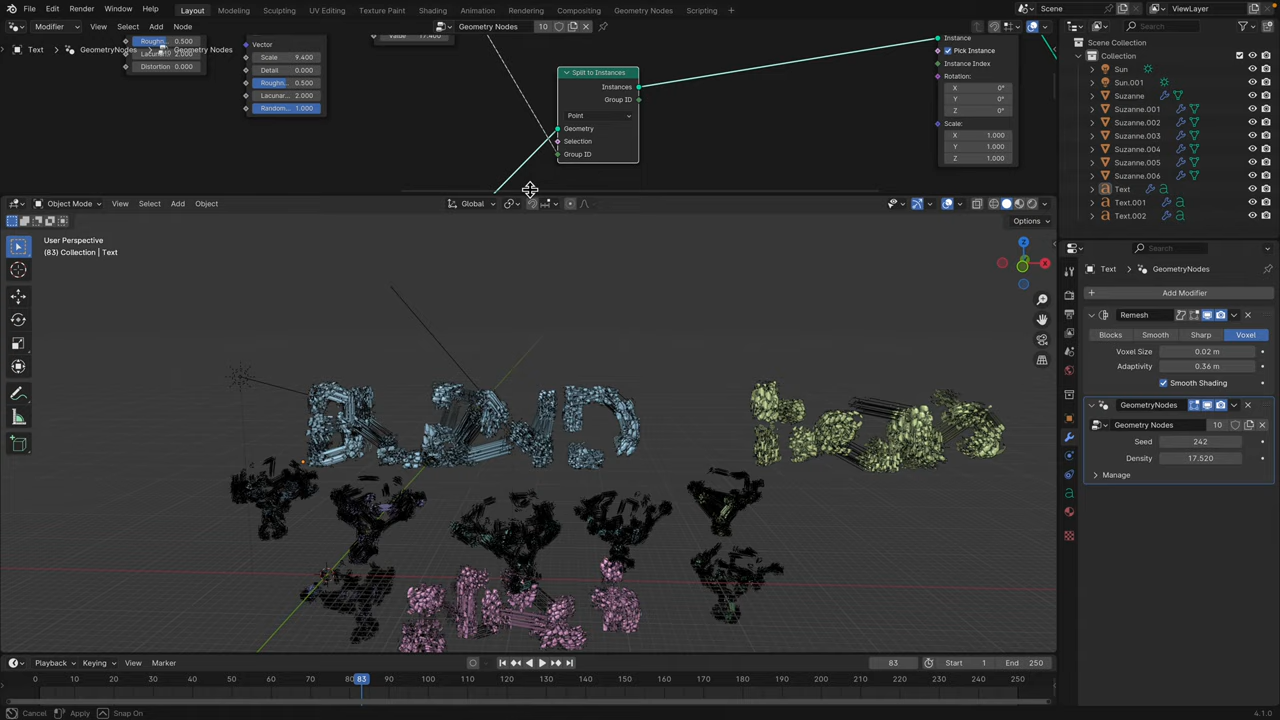 File Edit Render Window Help Layout Modeling Sculpting UV Editing Texture Paint Shading Animation Rendering Compositing Geometry Nodes Scripting Scene ViewLayer
Modifier View Select Add Node Geometry Nodes 10 Search
Text GeometryNodes Geometry Nodes
Roughn... 0.500
Distortion 0.000
Vector
Scale 9.400
Detail 0.000
Roughn... 0.500
Lacunar... 2.000
Random... 1.000
Split to Instances
Instances
Group ID
Point
Geometry
Selection
Group ID
Instance
Pick Instance
Instance Index
Rotation:
X 0°
Y 0°
Z 0°
Scale:
X 1.000
Y 1.000
Z 1.000
Scene Collection
Collection
Sun
Sun.001
Suzanne
Suzanne.001
Suzanne.002
Suzanne.003
Suzanne.004
Suzanne.005
Suzanne.006
Text
Text.001
Text.002
Object Mode View Select Add Object Global
Options
User Perspective
(83) Collection | Text
Z
X
Search
Text GeometryNodes
Add Modifier
Remesh
Blocks Smooth Sharp Voxel
Voxel Size 0.02 m
Adaptivity 0.36 m
Smooth Shading
GeometryNodes
Geometry Nodes 10
Seed 242
Density 17.520
Manage
Playback Keying View Marker 83 Start 1 End 250
0 10 20 30 40 50 60 70 80 83 90 100 110 120 130 140 150 160 170 180 190 200 210 220 230 240 250
Cancel Apply Snap On 4.1.0